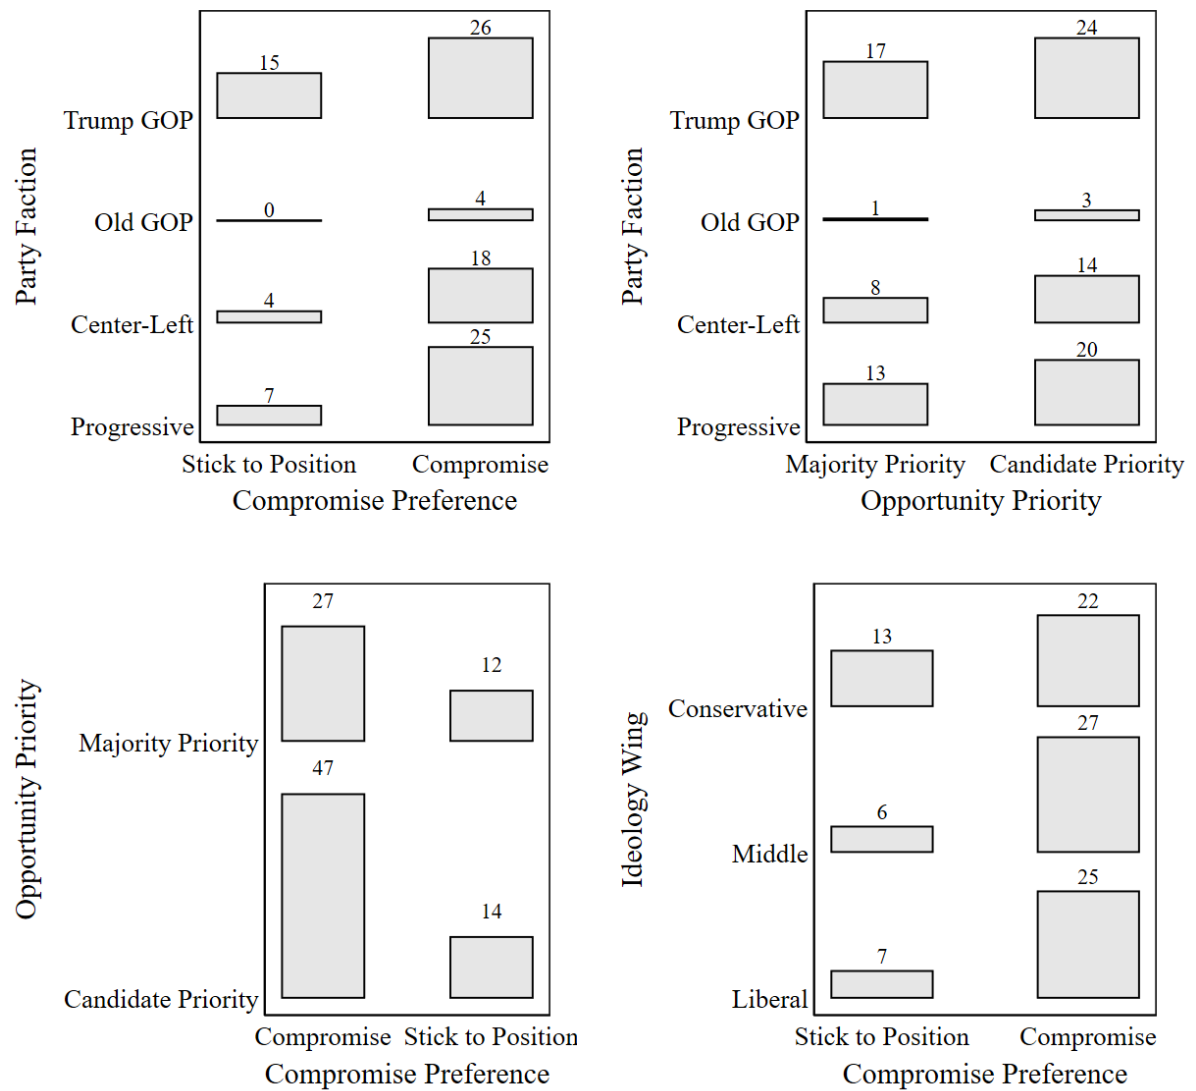 26
15
Trump GOP
4
0
Old GOP
18
4
Center-Left
25
7
Progressive
Stick to Position Compromise
Compromise Preference
Party Faction
24
17
Trump GOP
3
1
Old GOP
14
8
Center-Left
20
13
Progressive
Majority Priority Candidate Priority
Opportunity Priority
Party Faction
27
12
Majority Priority
47
14
Candidate Priority
Compromise Stick to Position
Compromise Preference
Opportunity Priority
22
13
Conservative
27
6
Middle
25
7
Liberal
Stick to Position Compromise
Compromise Preference
Ideology Wing